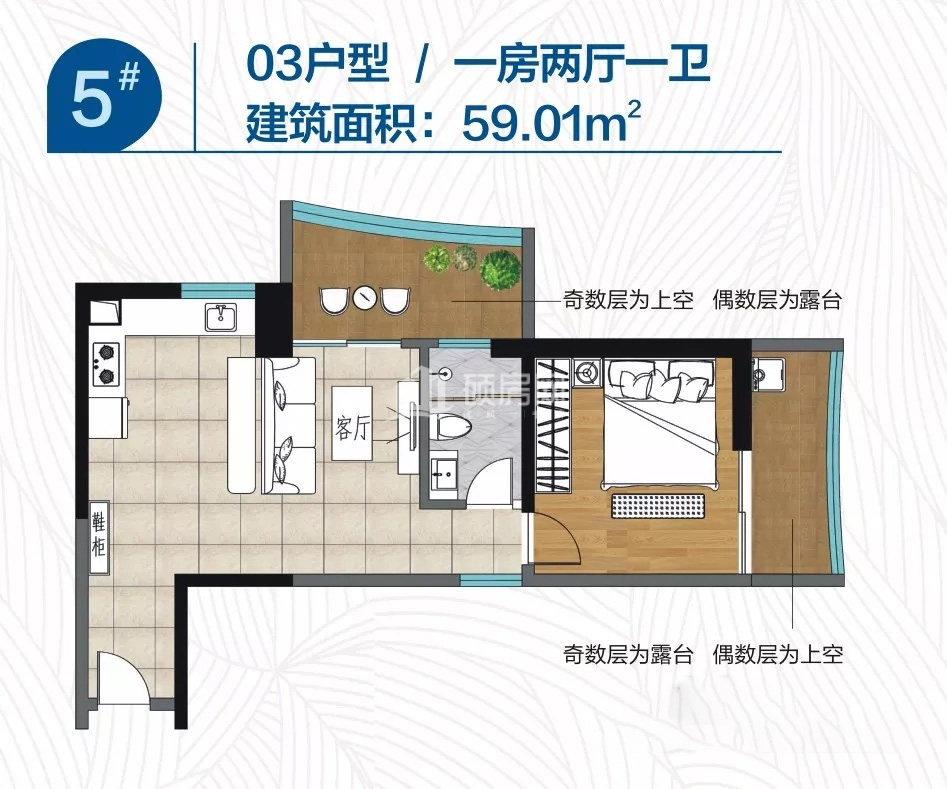 5#
03户型 / 一房两厅一卫
建筑面积：59.01m²
奇数层为上空 偶数层为露台
硕房网
客厅
鞋柜
奇数层为露台 偶数层为上空